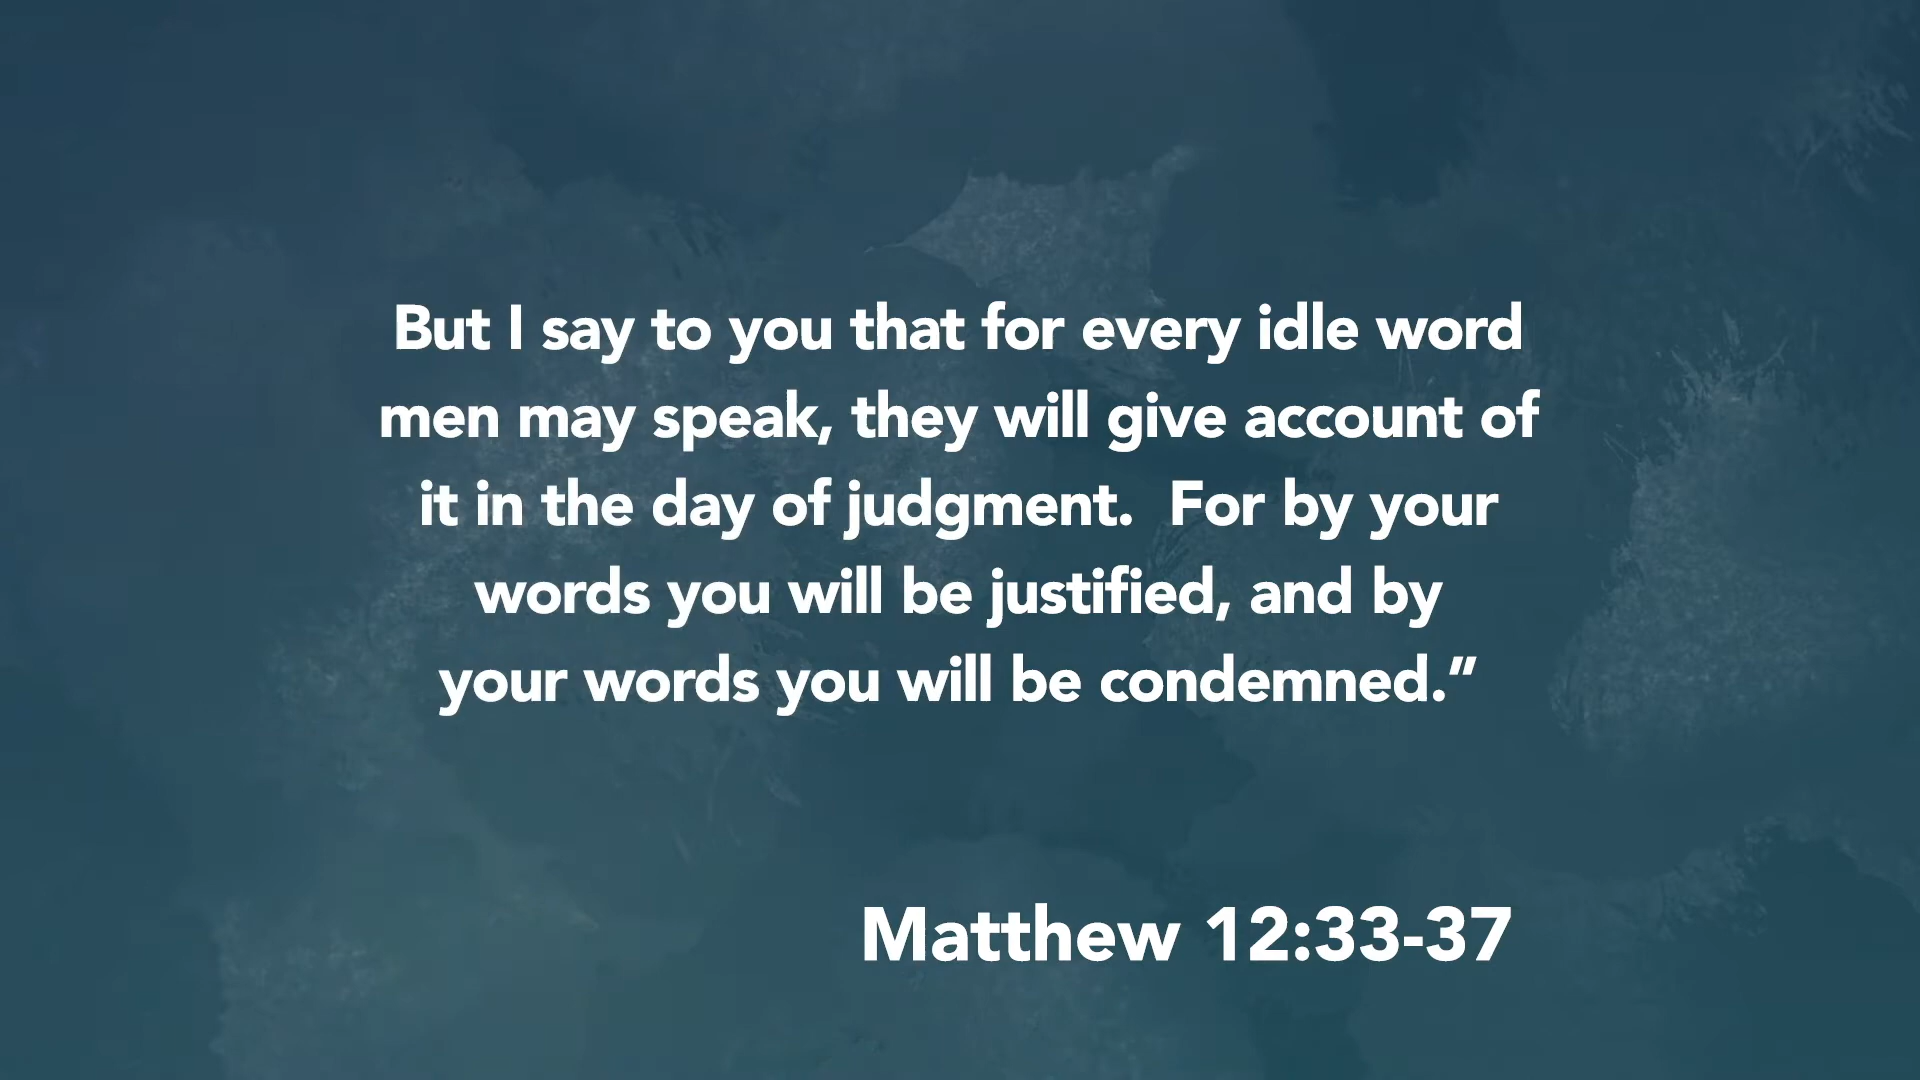 But I say to you that for every idle word
men may speak, they will give account of
it in the day of judgment.  For by your
words you will be justified, and by
your words you will be condemned.”
Matthew 12:33-37